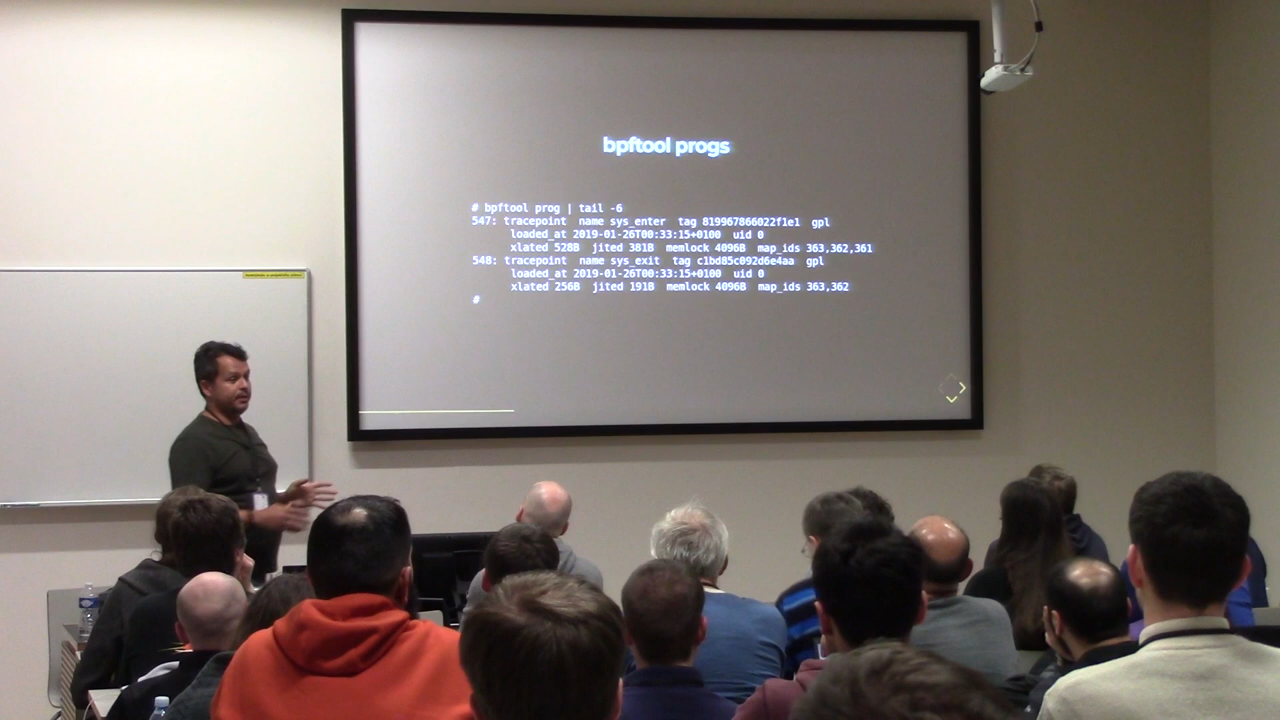 bpftool progs
# bpftool prog | tail -6
547: tracepoint name sys_enter tag 819967866022f1e1 gpl
loaded_at 2019-01-26T00:33:15+0100 uid 0
xlated 528B jited 381B memlock 4096B map_ids 363,362,361
548: tracepoint name sys_exit tag c1bd85c092d6e4aa gpl
loaded_at 2019-01-26T00:33:15+0100 uid 0
xlated 256B jited 191B memlock 4096B map_ids 363,362
#